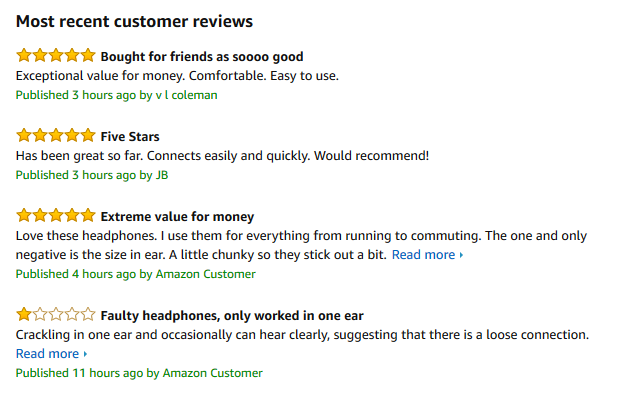 Most recent customer reviews
Bought for friends as soooo good
Exceptional value for money. Comfortable. Easy to use.
Published 3 hours ago by v l coleman
Five Stars
Has been great so far. Connects easily and quickly. Would recommend!
Published 3 hours ago by JB
Extreme value for money
Love these headphones. I use them for everything from running to commuting. The one and only
negative is the size in ear. A little chunky so they stick out a bit. Read more
Published 4 hours ago by Amazon Customer
Faulty headphones, only worked in one ear
Crackling in one ear and occasionally can hear clearly, suggesting that there is a loose connection.
Read more
Published 11 hours ago by Amazon Customer